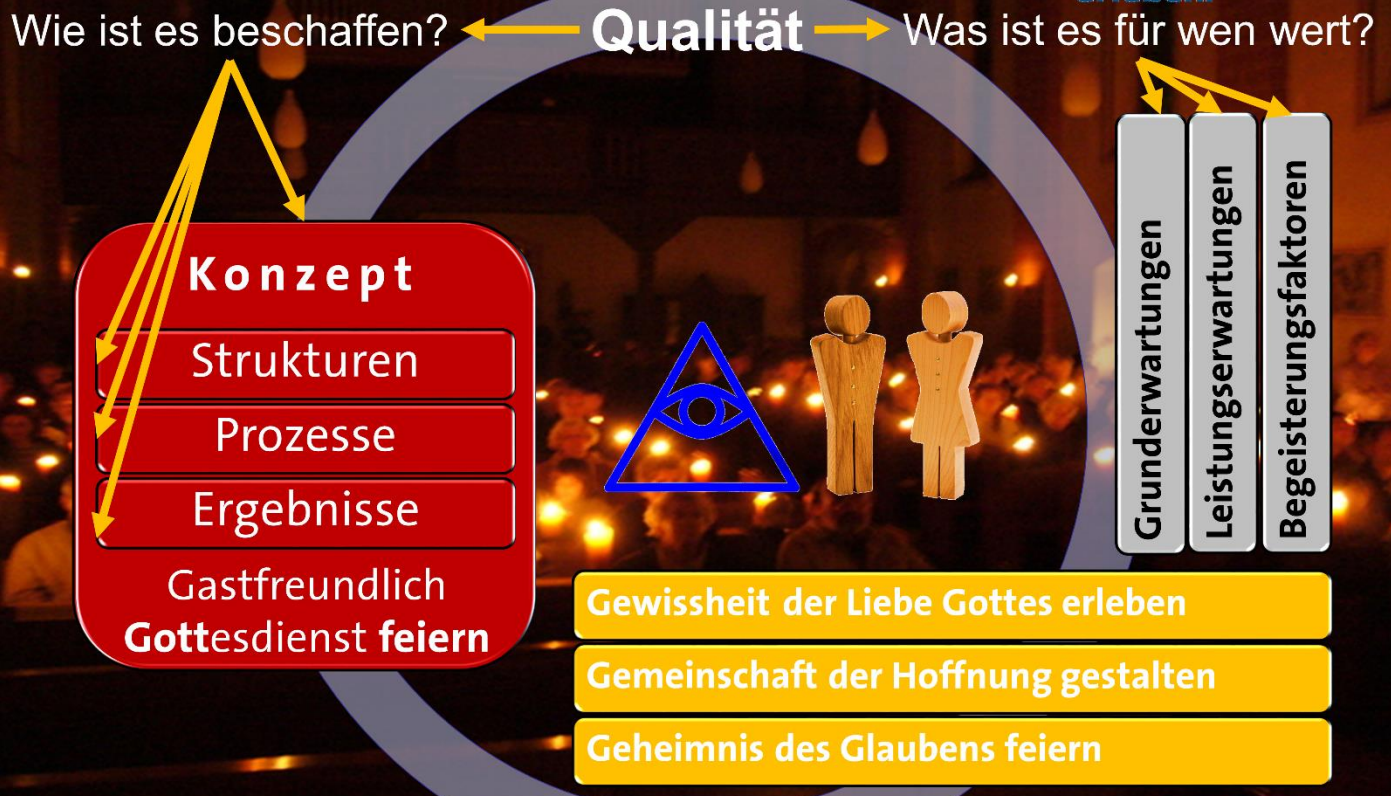 Wie ist es beschaffen?
Qualität
Was ist es für wen wert?
Konzept
Strukturen
Prozesse
Ergebnisse
Gastfreundlich
Gottesdienst feiern
Grunderwartungen
Leistungserwartungen
Begeisterungsfaktoren
Gewissheit der Liebe Gottes erleben
Gemeinschaft der Hoffnung gestalten
Geheimnis des Glaubens feiern